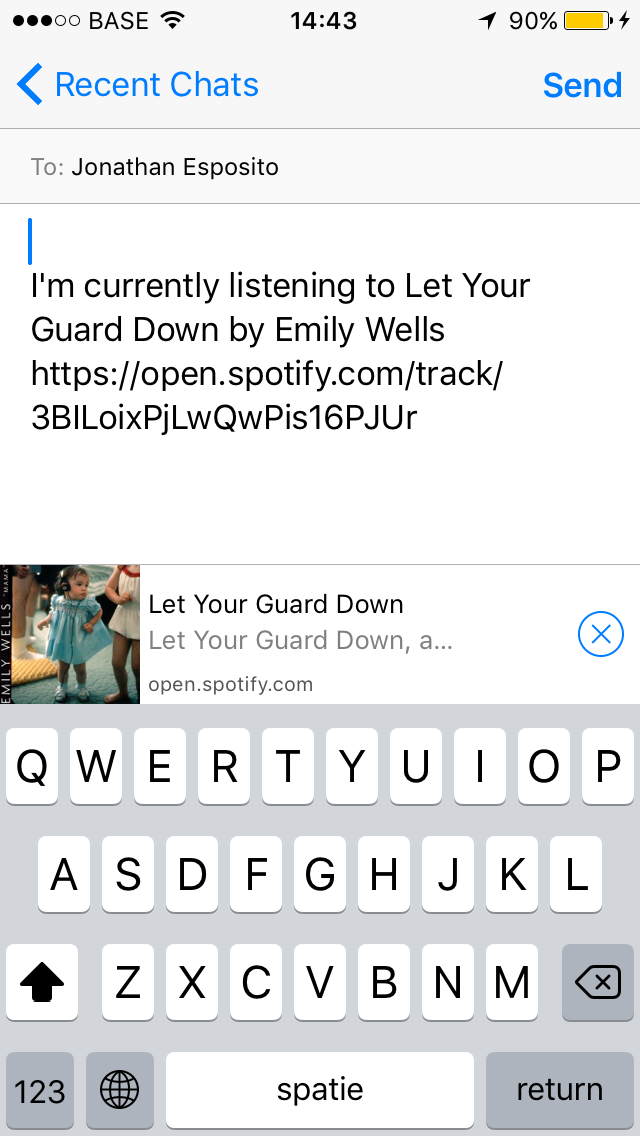 BASE 14:43 90%
Recent Chats Send
To: Jonathan Esposito
I'm currently listening to Let Your
Guard Down by Emily Wells
https://open.spotify.com/track/
3BILoixPjLwQwPis16PJUr
EMILY WELLS "MAMA"
Let Your Guard Down
Let Your Guard Down, a...
open.spotify.com
Q W E R T Y U I O P
A S D F G H J K L
Z X C V B N M
123 spatie return